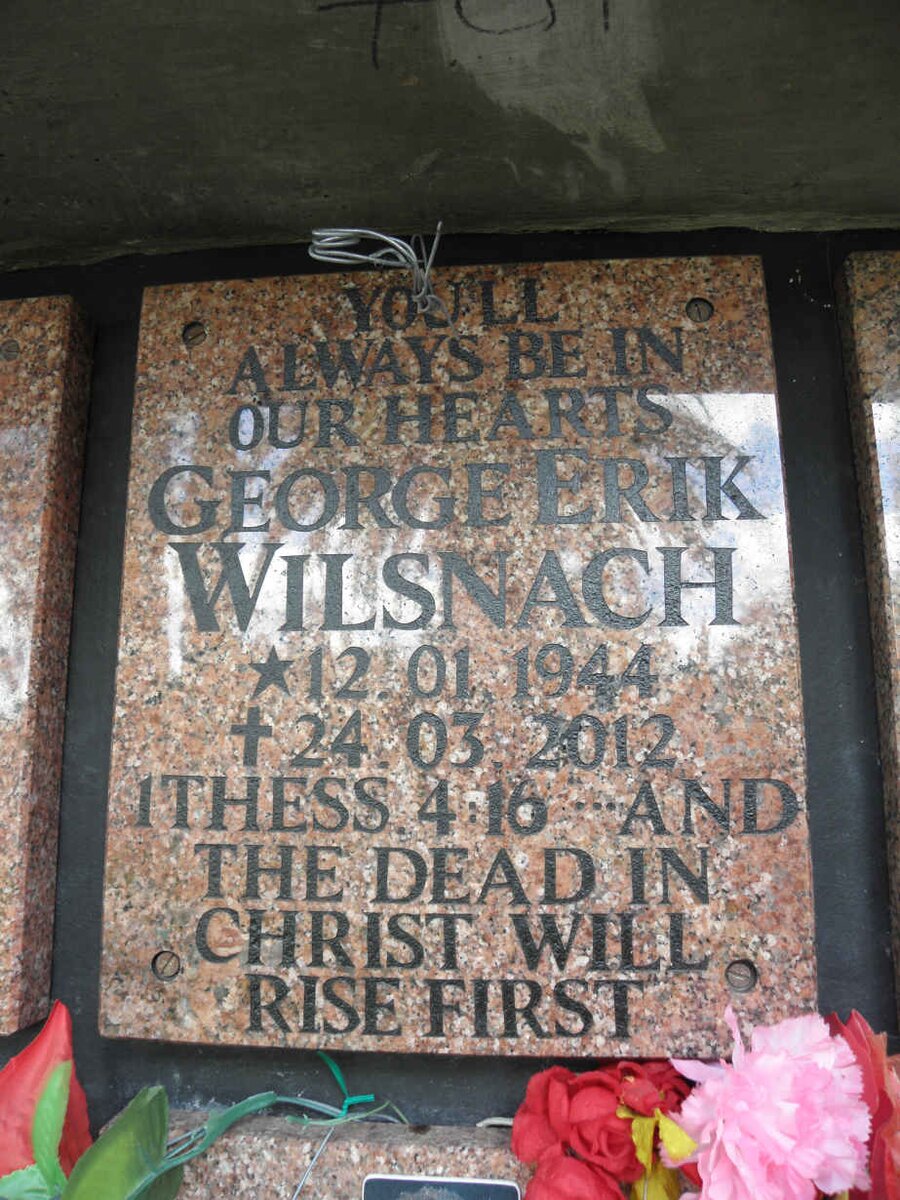 YOU'LL
ALWAYS BE IN
OUR HEARTS
GEORGE ERIK
WILSNACH
★ 12. 01. 1944
✝ 24. 03. 2012
1THESS 4:16 ....AND
THE DEAD IN
CHRIST WILL
RISE FIRST